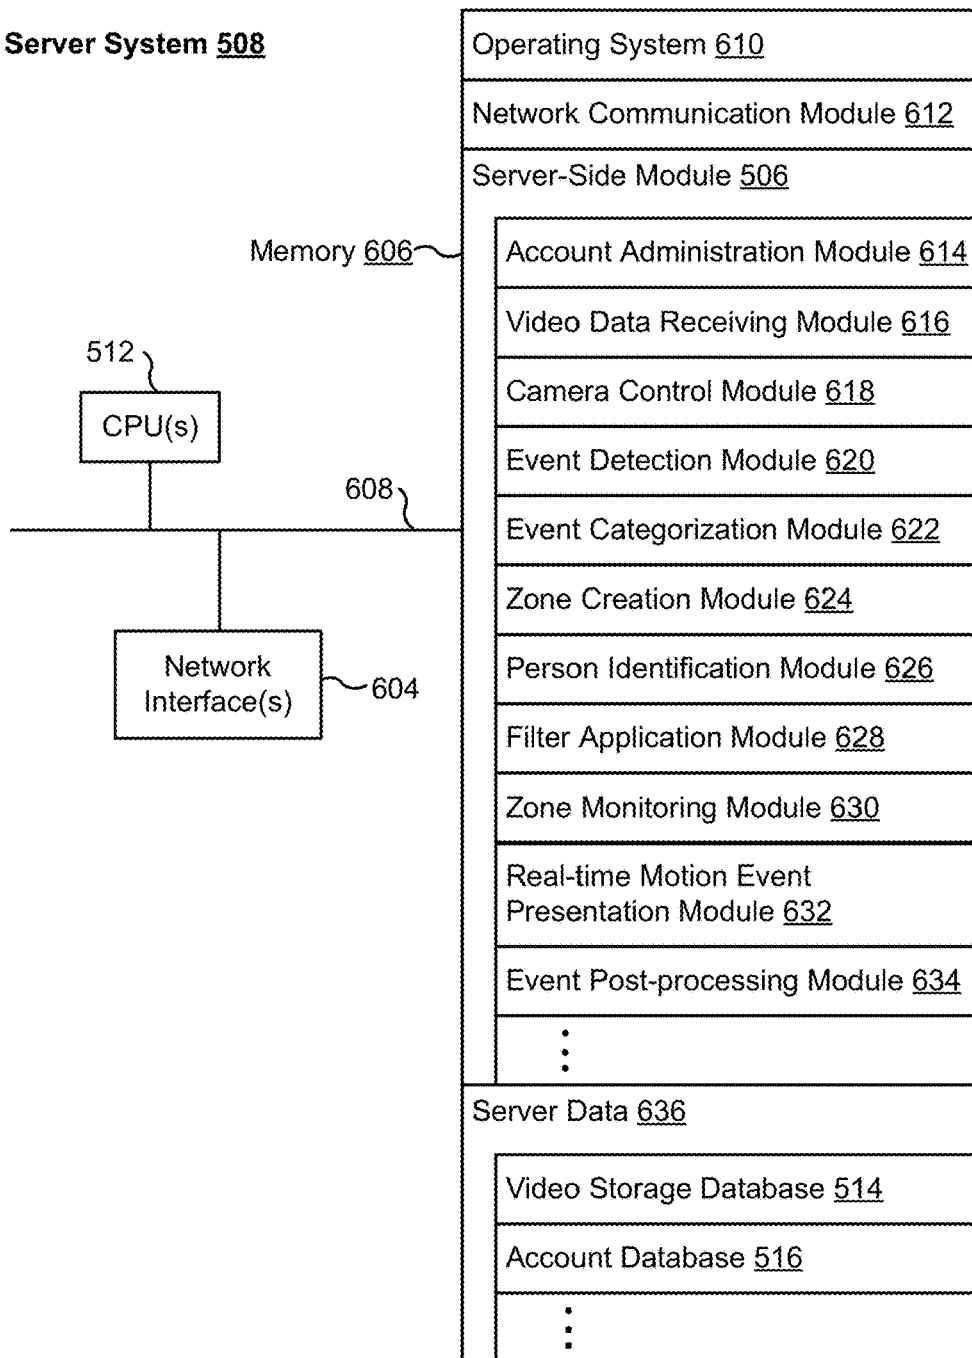 Server System 508
Operating System 610
Network Communication Module 612
Server-Side Module 506
Memory 606
Account Administration Module 614
Video Data Receiving Module 616
Camera Control Module 618
Event Detection Module 620
Event Categorization Module 622
Zone Creation Module 624
Person Identification Module 626
Filter Application Module 628
Zone Monitoring Module 630
Real-time Motion Event
Presentation Module 632
Event Post-processing Module 634
512
CPU(s)
608
Network
Interface(s)
604
Server Data 636
Video Storage Database 514
Account Database 516